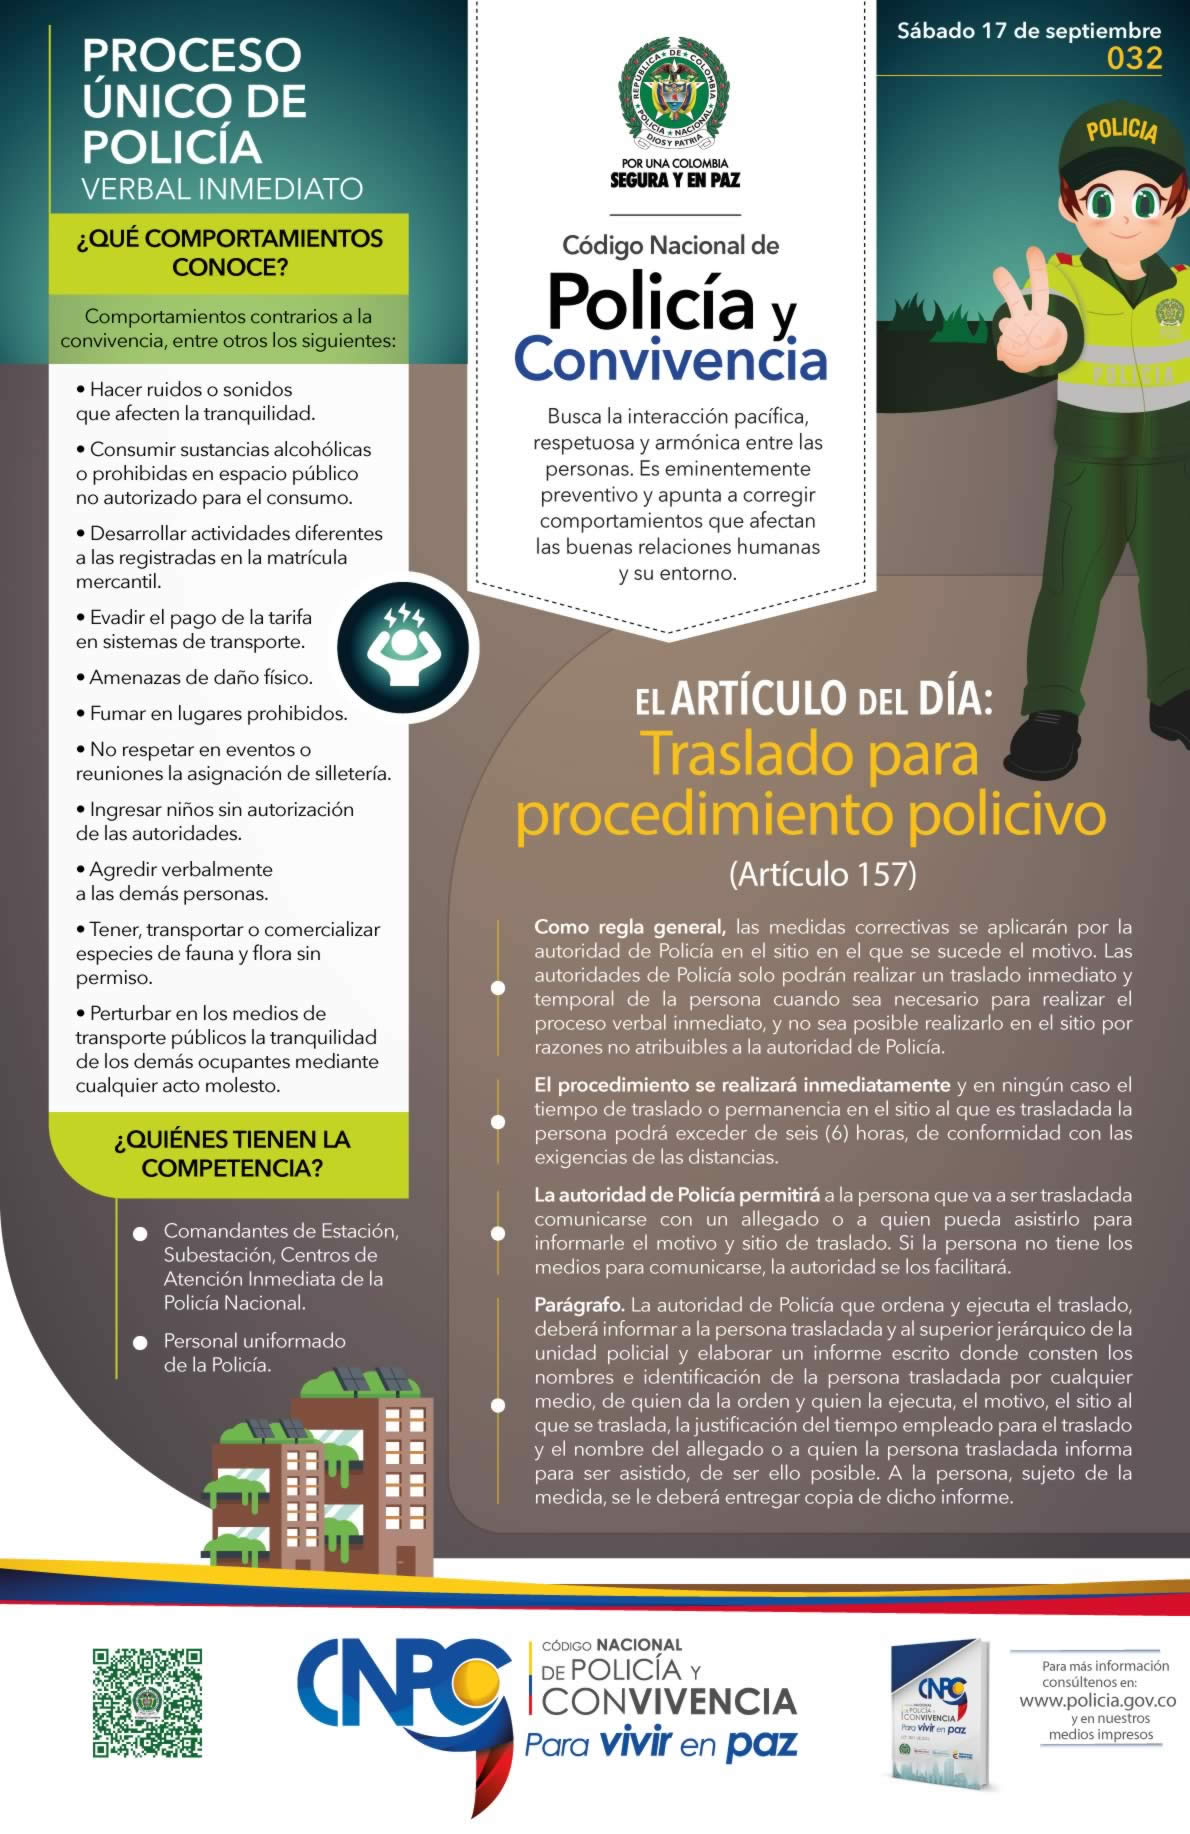 PROCESO
ÚNICO DE
POLICÍA
VERBAL INMEDIATO
¿QUÉ COMPORTAMIENTOS
CONOCE?
Comportamientos contrarios a la
convivencia, entre otros los siguientes:
• Hacer ruidos o sonidos
que afecten la tranquilidad.
• Consumir sustancias alcohólicas
o prohibidas en espacio público
no autorizado para el consumo.
• Desarrollar actividades diferentes
a las registradas en la matrícula
mercantil.
• Evadir el pago de la tarifa
en sistemas de transporte.
• Amenazas de daño físico.
• Fumar en lugares prohibidos.
• No respetar en eventos o
reuniones la asignación de silletería.
• Ingresar niños sin autorización
de las autoridades.
• Agredir verbalmente
a las demás personas.
• Tener, transportar o comercializar
especies de fauna y flora sin
permiso.
• Perturbar en los medios de
transporte públicos la tranquilidad
de los demás ocupantes mediante
cualquier acto molesto.
¿QUIÉNES TIENEN LA
COMPETENCIA?
Comandantes de Estación,
Subestación, Centros de
Atención Inmediata de la
Policía Nacional.
Personal uniformado
de la Policía.
REPÚBLICA DE COLOMBIA
POLICÍA NACIONAL
DIOS Y PATRIA
POR UNA COLOMBIA
SEGURA Y EN PAZ
Código Nacional de
Policía y
Convivencia
Busca la interacción pacífica,
respetuosa y armónica entre las
personas. Es eminentemente
preventivo y apunta a corregir
comportamientos que afectan
las buenas relaciones humanas
y su entorno.
Sábado 17 de septiembre
032
POLICIA
POLICIA
EL ARTÍCULO DEL DÍA:
Traslado para
procedimiento policivo
(Artículo 157)
Como regla general, las medidas correctivas se aplicarán por la
autoridad de Policía en el sitio en el que se sucede el motivo. Las
autoridades de Policía solo podrán realizar un traslado inmediato y
temporal de la persona cuando sea necesario para realizar el
proceso verbal inmediato, y no sea posible realizarlo en el sitio por
razones no atribuibles a la autoridad de Policía.
El procedimiento se realizará inmediatamente y en ningún caso el
tiempo de traslado o permanencia en el sitio al que es trasladada la
persona podrá exceder de seis (6) horas, de conformidad con las
exigencias de las distancias.
La autoridad de Policía permitirá a la persona que va a ser trasladada
comunicarse con un allegado o a quien pueda asistirlo para
informarle el motivo y sitio de traslado. Si la persona no tiene los
medios para comunicarse, la autoridad se los facilitará.
Parágrafo. La autoridad de Policía que ordena y ejecuta el traslado,
deberá informar a la persona trasladada y al superior jerárquico de la
unidad policial y elaborar un informe escrito donde consten los
nombres e identificación de la persona trasladada por cualquier
medio, de quien da la orden y quien la ejecuta, el motivo, el sitio al
que se traslada, la justificación del tiempo empleado para el traslado
y el nombre del allegado o a quien la persona trasladada informa
para ser asistido, de ser ello posible. A la persona, sujeto de la
medida, se le deberá entregar copia de dicho informe.
CNPC
CÓDIGO NACIONAL
DE POLICÍA Y
CONVIVENCIA
Para vivir en paz
CNPC
CÓDIGO NACIONAL
DE POLICÍA Y
CONVIVENCIA
Para vivir en paz
Para más información
consúltenos en:
www.policia.gov.co
y en nuestros
medios impresos